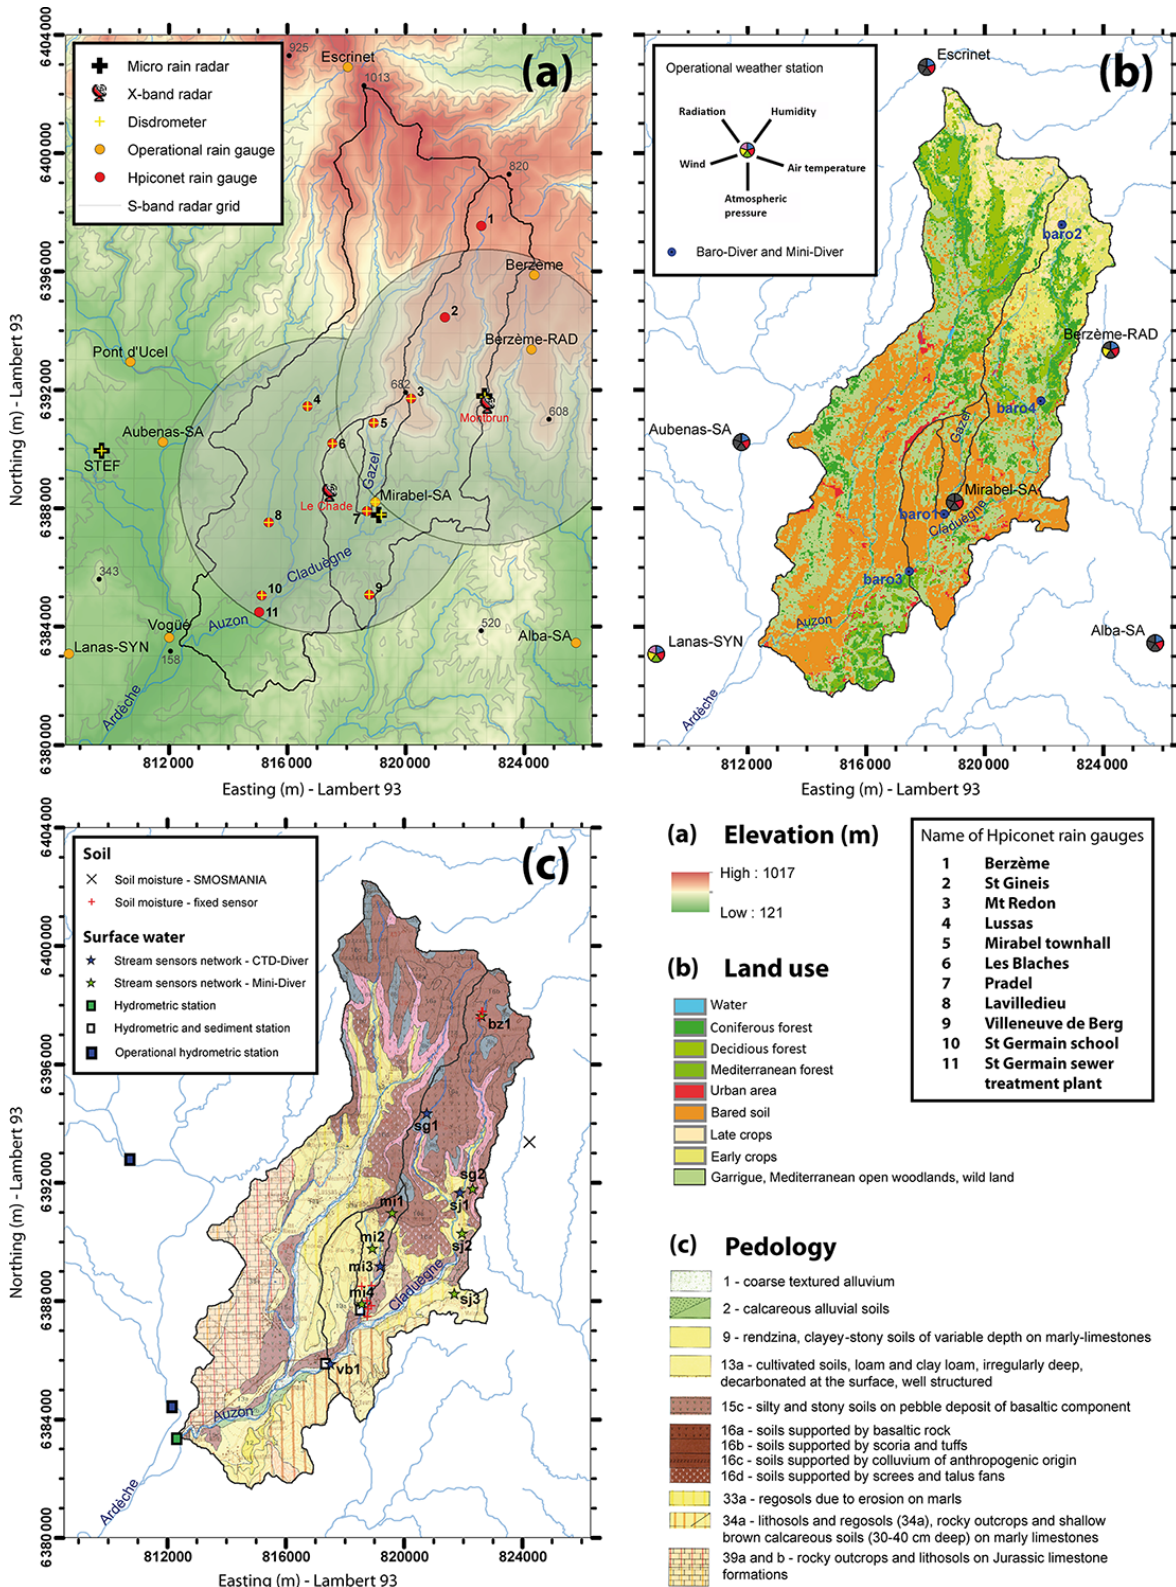 (a)
Micro rain radar
X-band radar
Disdrometer
Operational rain gauge
Hpiconet rain gauge
S-band radar grid
925
Escrinet
1013
820
1
Berzème
2
Berzème-RAD
Pont d'Ucel
682
3
4
608
Montbrun
5
Aubenas-SA
6
STEF
Gazel
Mirabel-SA
Le Chade
7
8
Claduègne
343
10
9
11
Auzon
Vogüé
520
Alba-SA
Lanas-SYN
158
Ardèche
6 404 000
6 400 000
6 396 000
6 392 000
6 388 000
6 384 000
6 380 000
Northing (m) - Lambert 93
812 000 816 000 820 000 824 000
Easting (m) - Lambert 93
(b)
Operational weather station
Radiation
Humidity
Wind
Air temperature
Atmospheric
pressure
Baro-Diver and Mini-Diver
Escrinet
baro2
Berzème-RAD
baro4
Aubenas-SA
Gazel
Mirabel-SA
baro1
Claduègne
baro3
Auzon
Lanas-SYN
Alba-SA
Ardèche
812 000 816 000 820 000 824 000
Easting (m) - Lambert 93
(c)
Soil
Soil moisture - SMOSMANIA
Soil moisture - fixed sensor
Surface water
Stream sensors network - CTD-Diver
Stream sensors network - Mini-Diver
Hydrometric station
Hydrometric and sediment station
Operational hydrometric station
bz1
sg1
sg2
sj1
mi1
mi2
sj2
mi3
mi4
Claduègne
sj3
vb1
Auzon
Ardèche
6 404 000
6 400 000
6 396 000
6 392 000
6 388 000
6 384 000
6 380 000
Northing (m) - Lambert 93
812 000 816 000 820 000 824 000
Easting (m) - Lambert 93
(a) Elevation (m)
High : 1017
Low : 121
Name of Hpiconet rain gauges
1 Berzème
2 St Gineis
3 Mt Redon
4 Lussas
5 Mirabel townhall
6 Les Blaches
7 Pradel
8 Lavilledieu
9 Villeneuve de Berg
10 St Germain school
11 St Germain sewer
treatment plant
(b) Land use
Water
Coniferous forest
Decidious forest
Mediterranean forest
Urban area
Bared soil
Late crops
Early crops
Garrigue, Mediterranean open woodlands, wild land
(c) Pedology
1 - coarse textured alluvium
2 - calcareous alluvial soils
9 - rendzina, clayey-stony soils of variable depth on marly-limestones
13a - cultivated soils, loam and clay loam, irregularly deep,
decarbonated at the surface, well structured
15c - silty and stony soils on pebble deposit of basaltic component
16a - soils supported by basaltic rock
16b - soils supported by scoria and tuffs
16c - soils supported by colluvium of anthropogenic origin
16d - soils supported by screes and talus fans
33a - regosols due to erosion on marls
34a - lithosols and regosols (34a), rocky outcrops and shallow
brown calcareous soils (30-40 cm deep) on marly limestones
39a and b - rocky outcrops and lithosols on Jurassic limestone
formations